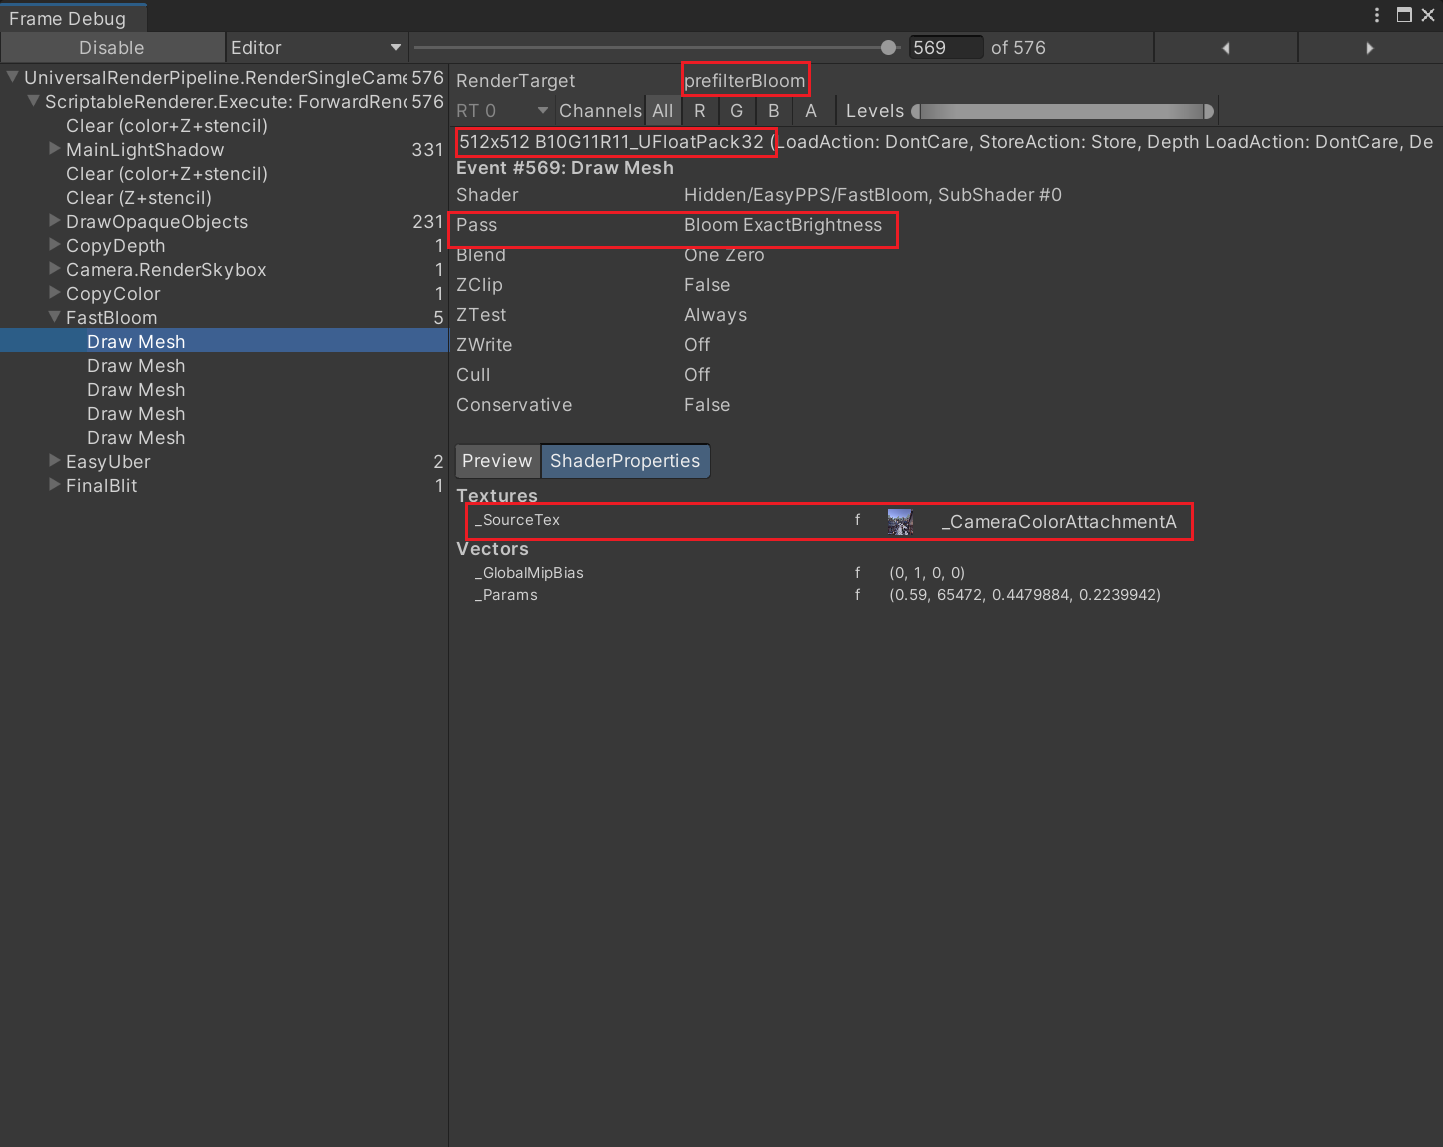 Frame Debug
Disable
Editor
569
of 576
UniversalRenderPipeline.RenderSingleCame 576
ScriptableRenderer.Execute: ForwardRend 576
Clear (color+Z+stencil)
MainLightShadow 331
Clear (color+Z+stencil)
Clear (Z+stencil)
DrawOpaqueObjects 231
CopyDepth 1
Camera.RenderSkybox 1
CopyColor 1
FastBloom 5
Draw Mesh
Draw Mesh
Draw Mesh
Draw Mesh
Draw Mesh
EasyUber 2
FinalBlit 1
RenderTarget prefilterBloom
RT 0 Channels All R G B A Levels
512x512 B10G11R11_UFloatPack32 (LoadAction: DontCare, StoreAction: Store, Depth LoadAction: DontCare, De
Event #569: Draw Mesh
Shader Hidden/EasyPPS/FastBloom, SubShader #0
Pass Bloom ExactBrightness
Blend One Zero
ZClip False
ZTest Always
ZWrite Off
Cull Off
Conservative False
Preview ShaderProperties
Textures
_SourceTex f _CameraColorAttachmentA
Vectors
_GlobalMipBias f (0, 1, 0, 0)
_Params f (0.59, 65472, 0.4479884, 0.2239942)